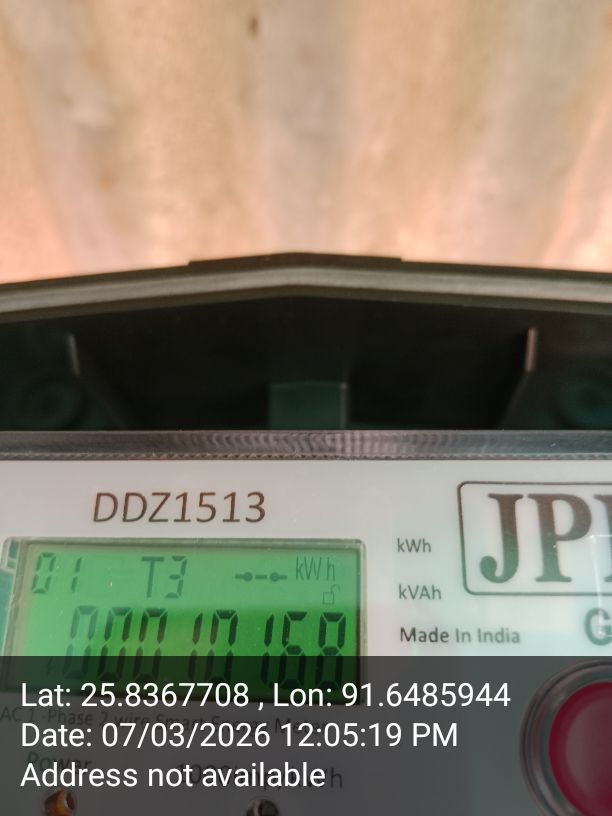 DDZ1513
JP
kWh
kVAh
Made In India
G
01 T3 kWh
Lat: 25.8367708 , Lon: 91.6485944
Date: 07/03/2026 12:05:19 PM
Address not available